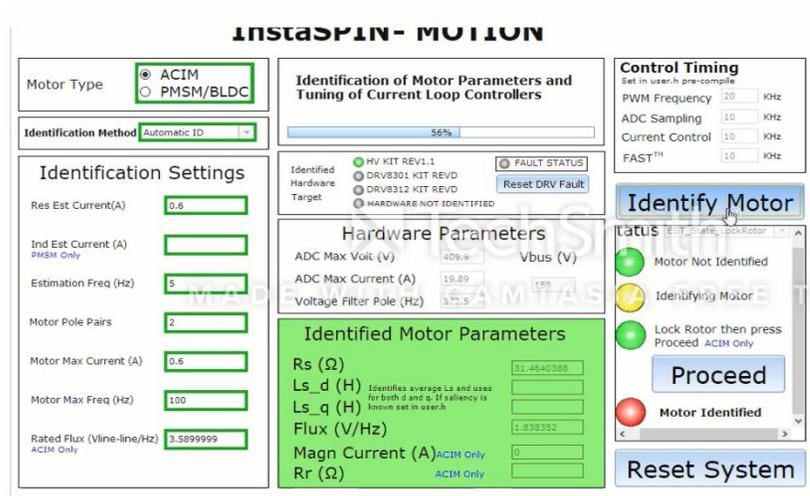 InstaSPIN- MOTION
Motor Type
ACIM
PMSM/BLDC
Identification Method Automatic ID
Identification Settings
Res Est Current(A) 0.6
Ind Est Current (A)
PMSM Only
Estimation Freq (Hz) 5
Motor Pole Pairs 2
Motor Max Current (A) 0.6
Motor Max Freq (Hz) 100
Rated Flux (Vline-line/Hz) 3.5899999
ACIM Only
Identification of Motor Parameters and
Tuning of Current Loop Controllers
56%
Identified
Hardware
Target
HV KIT REV1.1
DRV8301 KIT REVD
DRV8312 KIT REVD
HARDWARE NOT IDENTIFIED
FAULT STATUS
Reset DRV Fault
Hardware Parameters
ADC Max Volt (V) 409.9 Vbus (V)
ADC Max Current (A) 19.89 159
Voltage Filter Pole (Hz) 372.5
Identified Motor Parameters
Rs (Ω) 31.4640388
Ls_d (H)
Ls_q (H)
Identifies average Ls and uses
for both d and q. If saliency is
known set in user.h
Flux (V/Hz) 1.838352
Magn Current (A) ACIM Only 0
Rr (Ω) ACIM Only
Control Timing
Set in user.h pre-compile
PWM Frequency 20 KHz
ADC Sampling 10 KHz
Current Control 10 KHz
FAST™ 10 KHz
Identify Motor
tatus EST_State_LockRotor
Motor Not Identified
Identifying Motor
Lock Rotor then press
Proceed ACIM Only
Proceed
Motor Identified
Reset System
TechSmith
MADE WITH CAMTASIA FREE T